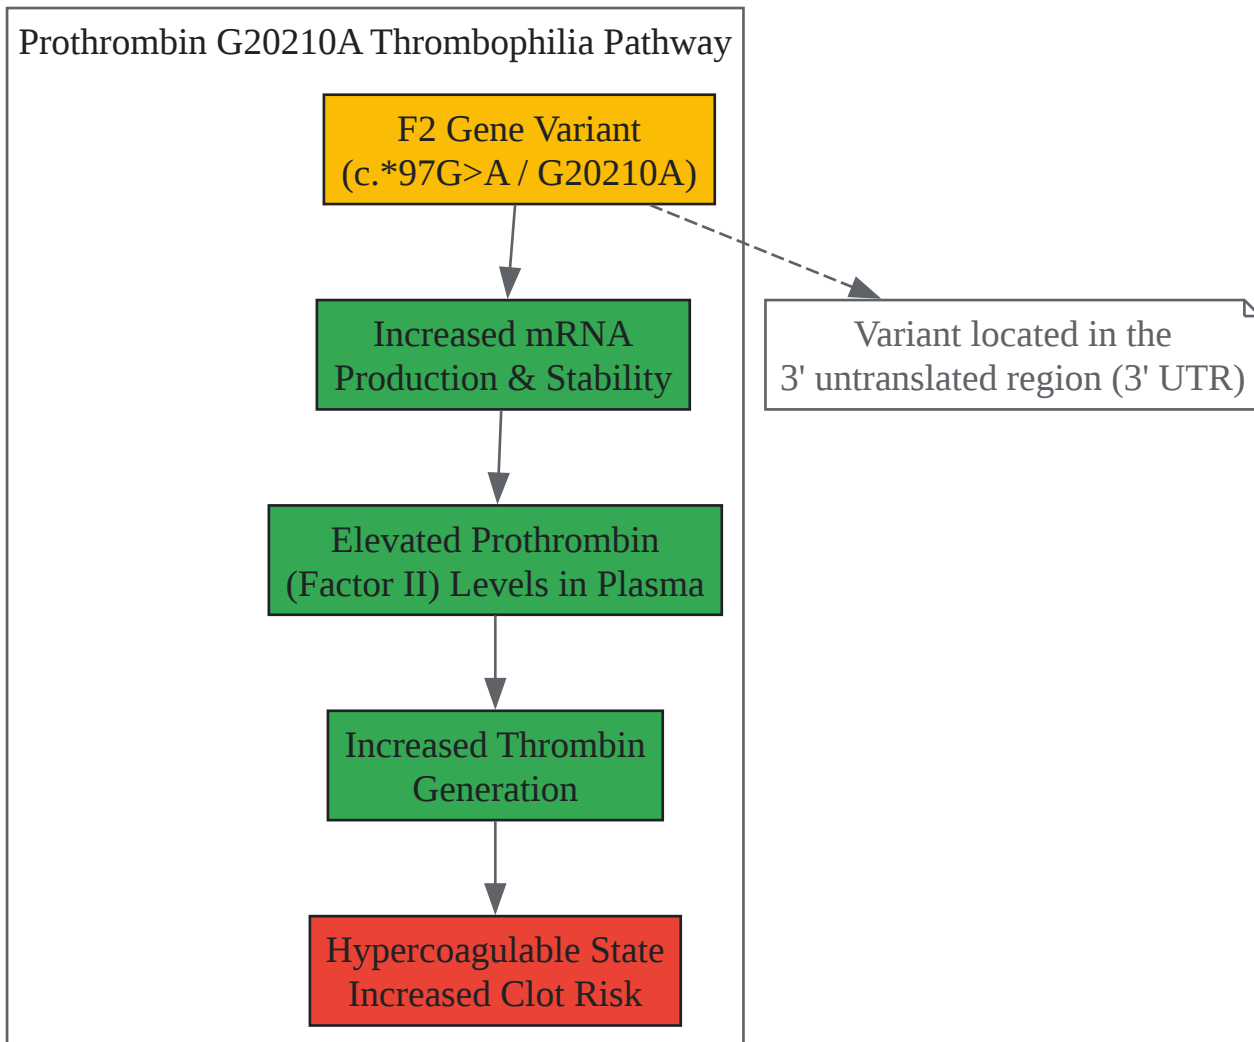 Prothrombin G20210A Thrombophilia Pathway
F2 Gene Variant
(c.*97G>A / G20210A)
Increased mRNA
Production & Stability
Variant located in the
3' untranslated region (3' UTR)
Elevated Prothrombin
(Factor II) Levels in Plasma
Increased Thrombin
Generation
Hypercoagulable State
Increased Clot Risk